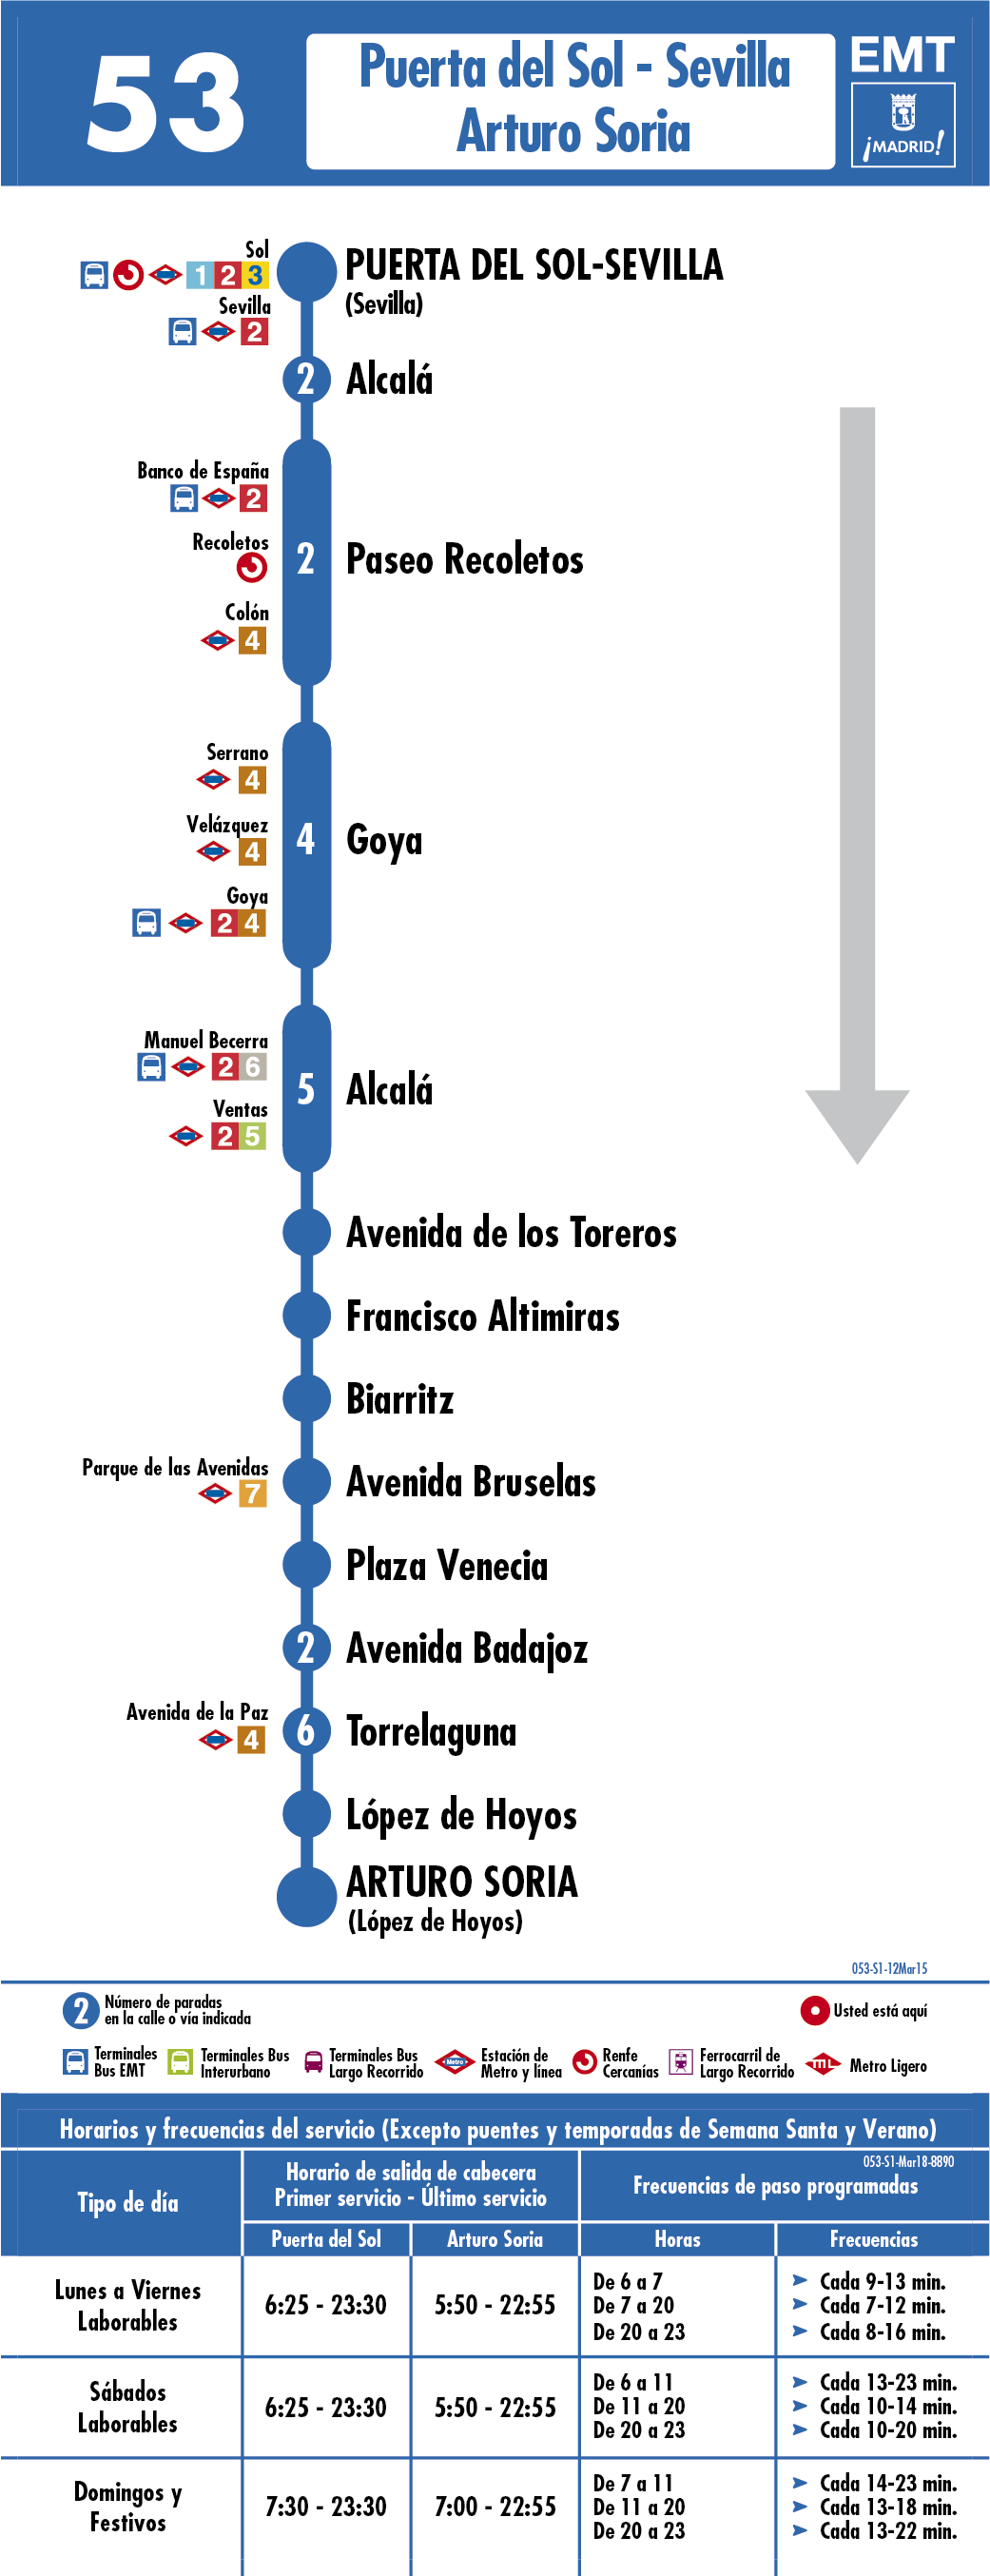 53
Puerta del Sol - Sevilla
Arturo Soria
EMT
¡MADRID!
Sol
1 2 3
PUERTA DEL SOL-SEVILLA
(Sevilla)
Sevilla
2
2 Alcalá
Banco de España
2
Recoletos
2 Paseo Recoletos
Colón
4
Serrano
4
Velázquez
4
4 Goya
Goya
2 4
Manuel Becerra
2 6
5 Alcalá
Ventas
2 5
Avenida de los Toreros
Francisco Altimiras
Biarritz
Parque de las Avenidas
7
Avenida Bruselas
Plaza Venecia
2 Avenida Badajoz
Avenida de la Paz
4
6 Torrelaguna
López de Hoyos
ARTURO SORIA
(López de Hoyos)
053-S1-12Mar15
2 Número de paradas
en la calle o vía indicada
Usted está aquí
Terminales
Bus EMT
Terminales Bus
Interurbano
Terminales Bus
Largo Recorrido
Metro
Estación de
Metro y línea
Renfe
Cercanías
Ferrocarril de
Largo Recorrido
ML
Metro Ligero
Horarios y frecuencias del servicio (Excepto puentes y temporadas de Semana Santa y Verano)
053-S1-Mar18-8890
Tipo de día
Horario de salida de cabecera
Primer servicio - Último servicio
Frecuencias de paso programadas
Puerta del Sol Arturo Soria Horas Frecuencias
Lunes a Viernes
Laborables
6:25 - 23:30 5:50 - 22:55
De 6 a 7 ➤ Cada 9-13 min.
De 7 a 20 ➤ Cada 7-12 min.
De 20 a 23 ➤ Cada 8-16 min.
Sábados
Laborables
6:25 - 23:30 5:50 - 22:55
De 6 a 11 ➤ Cada 13-23 min.
De 11 a 20 ➤ Cada 10-14 min.
De 20 a 23 ➤ Cada 10-20 min.
Domingos y
Festivos
7:30 - 23:30 7:00 - 22:55
De 7 a 11 ➤ Cada 14-23 min.
De 11 a 20 ➤ Cada 13-18 min.
De 20 a 23 ➤ Cada 13-22 min.